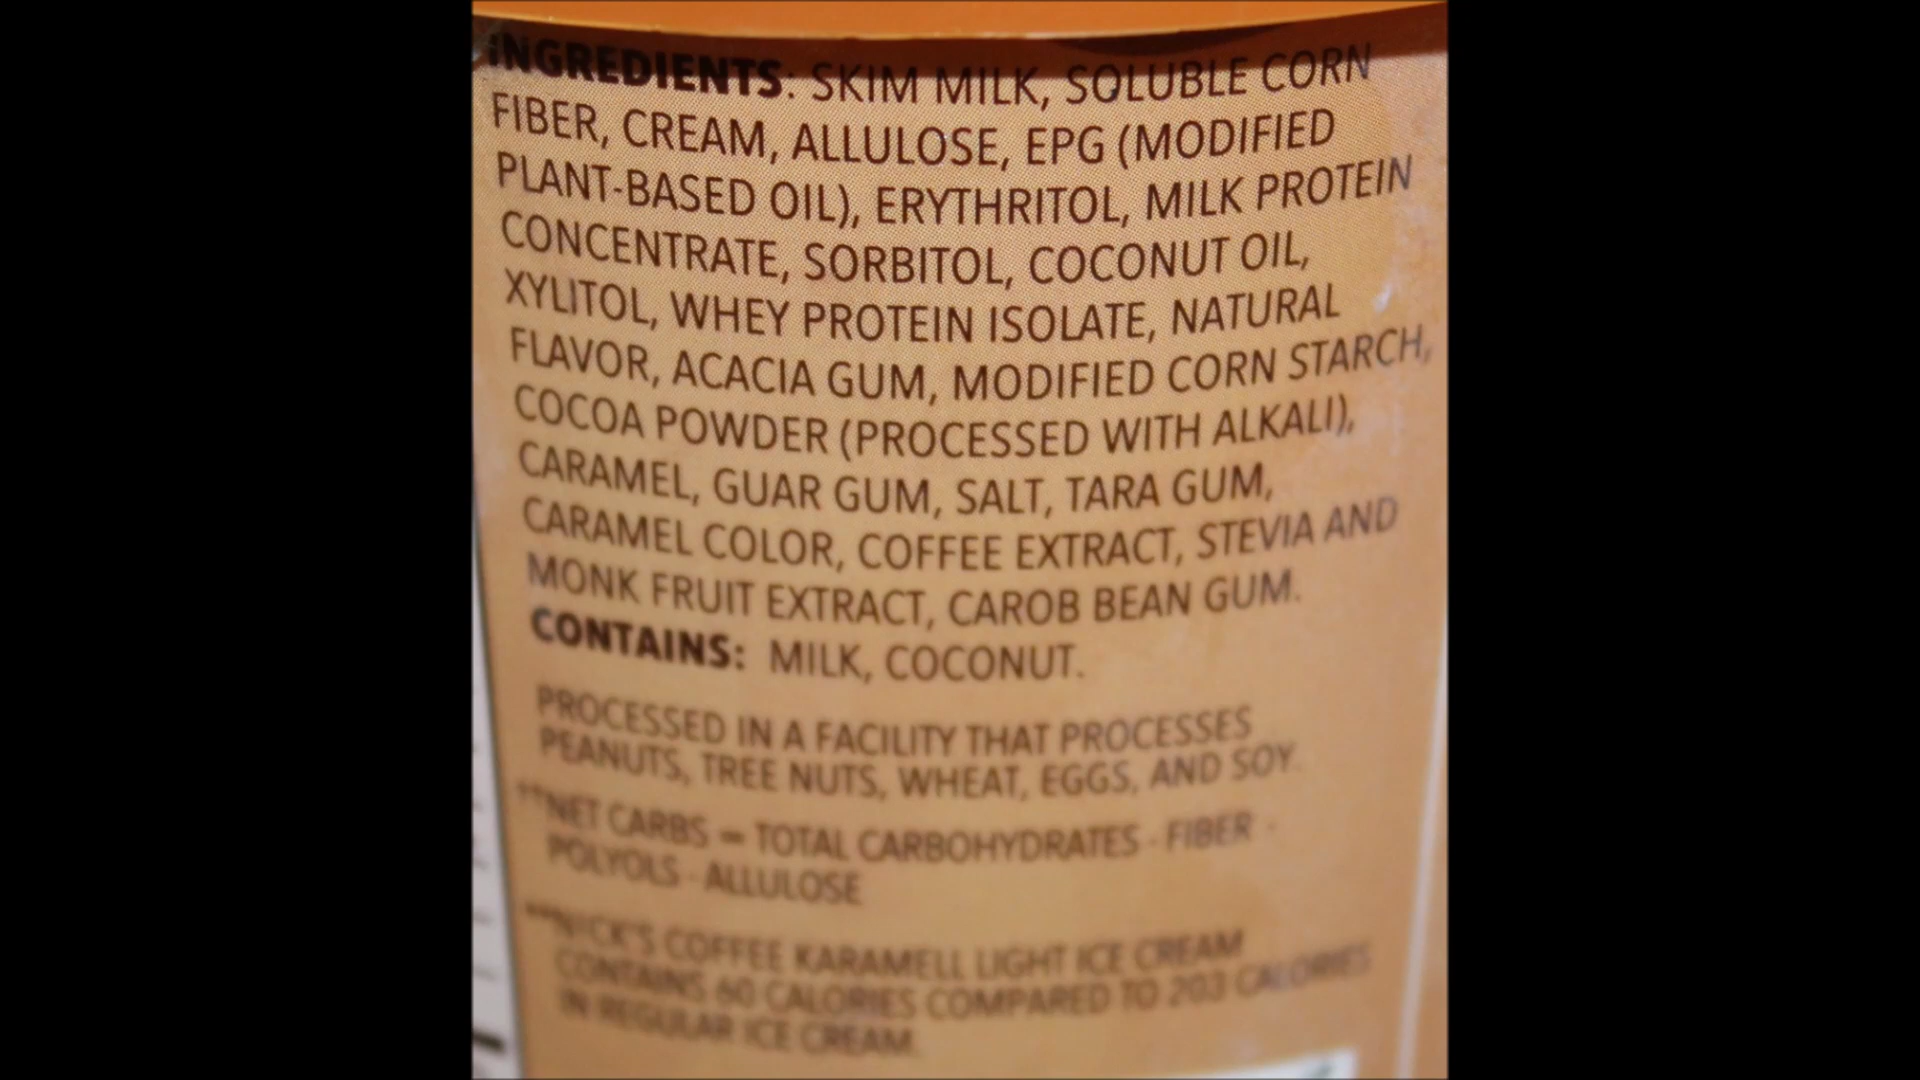 INGREDIENTS: SKIM MILK, SOLUBLE CORN
FIBER, CREAM, ALLULOSE, EPG (MODIFIED
PLANT-BASED OIL), ERYTHRITOL, MILK PROTEIN
CONCENTRATE, SORBITOL, COCONUT OIL,
XYLITOL, WHEY PROTEIN ISOLATE, NATURAL
FLAVOR, ACACIA GUM, MODIFIED CORN STARCH,
COCOA POWDER (PROCESSED WITH ALKALI),
CARAMEL, GUAR GUM, SALT, TARA GUM,
CARAMEL COLOR, COFFEE EXTRACT, STEVIA AND
MONK FRUIT EXTRACT, CAROB BEAN GUM.
CONTAINS: MILK, COCONUT.
PROCESSED IN A FACILITY THAT PROCESSES
PEANUTS, TREE NUTS, WHEAT, EGGS, AND SOY.
††NET CARBS = TOTAL CARBOHYDRATES - FIBER -
POLYOLS - ALLULOSE
**N!CK'S COFFEE KARAMELL LIGHT ICE CREAM
CONTAINS 60 CALORIES COMPARED TO 203 CALORIES
IN REGULAR ICE CREAM.